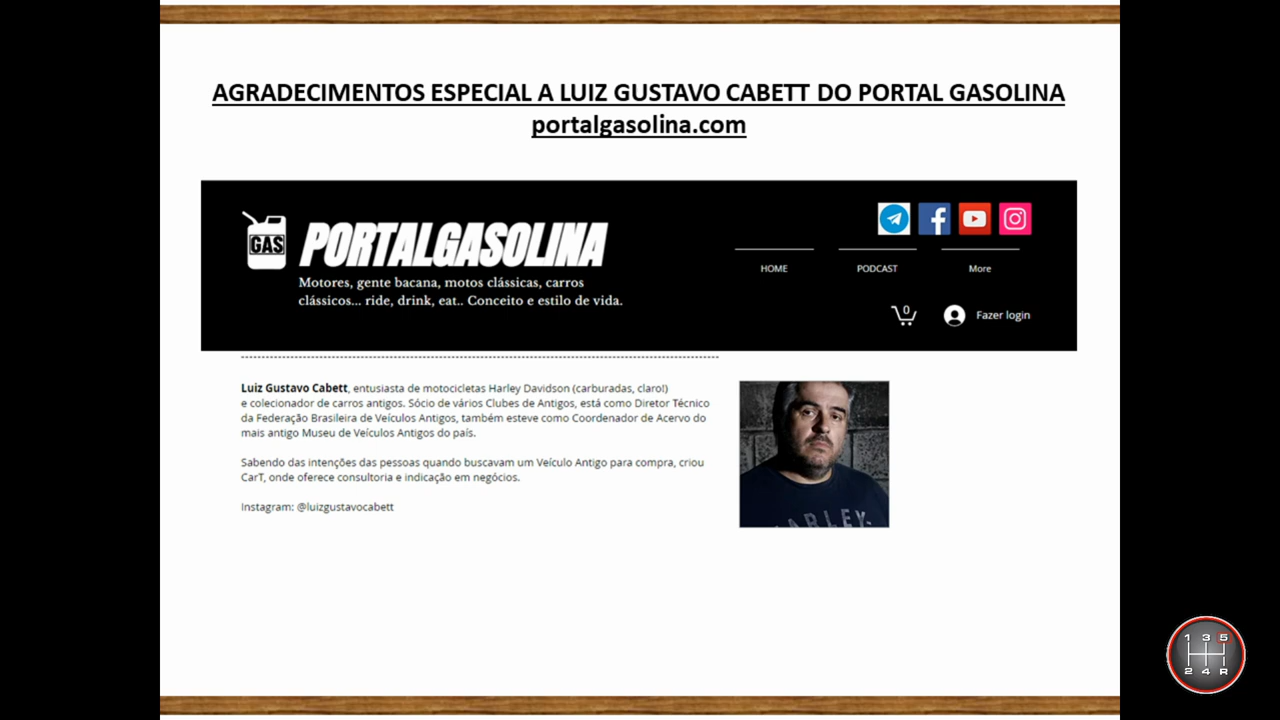 AGRADECIMENTOS ESPECIAL A LUIZ GUSTAVO CABETT DO PORTAL GASOLINA
portalgasolina.com
GAS
PORTALGASOLINA
Motores, gente bacana, motos clássicas, carros
clássicos... ride, drink, eat.. Conceito e estilo de vida.
HOME
PODCAST
More
0
Fazer login
Luiz Gustavo Cabett, entusiasta de motocicletas Harley Davidson (carburadas, claro!)
e colecionador de carros antigos. Sócio de vários Clubes de Antigos, está como Diretor Técnico
da Federação Brasileira de Veículos Antigos, também esteve como Coordenador de Acervo do
mais antigo Museu de Veículos Antigos do país.
Sabendo das intenções das pessoas quando buscavam um Veículo Antigo para compra, criou
CarT, onde oferece consultoria e indicação em negócios.
Instagram: @luizgustavocabett
HARLEY
1 3 5
2 4 R